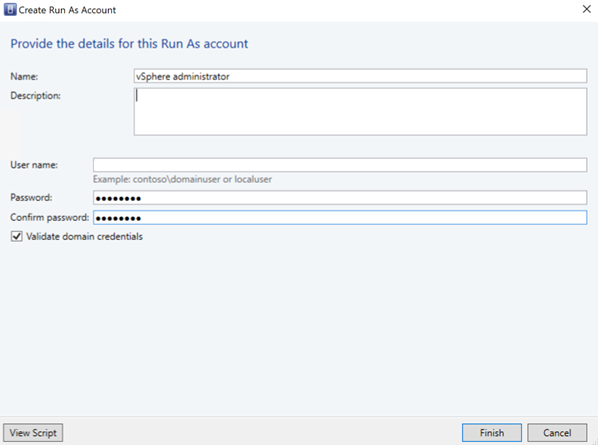 Create Run As Account
Provide the details for this Run As account
Name: vSphere administrator
Description:
User name:
Example: contoso\domainuser or localuser
Password: ●●●●●●●●
Confirm password: ●●●●●●●●
Validate domain credentials
View Script Finish Cancel